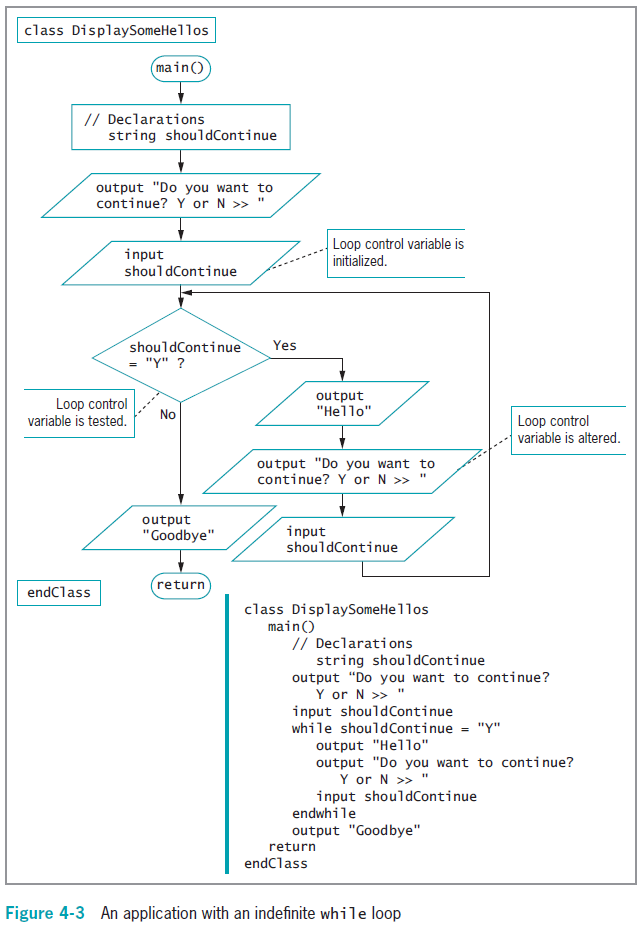 class DisplaySomeHellos
main()
// Declarations
string shouldContinue
output "Do you want to
continue? Y or N >> "
input
shouldContinue
Loop control variable is
initialized.
shouldContinue
= "Y" ?
Yes
Loop control
variable is tested.
No
output
"Hello"
output "Do you want to
continue? Y or N >> "
Loop control
variable is altered.
input
shouldContinue
output
"Goodbye"
return
endClass
class DisplaySomeHellos
main()
// Declarations
string shouldContinue
output “Do you want to continue?
Y or N >> "
input shouldContinue
while shouldContinue = "Y"
output "Hello"
output "Do you want to continue?
Y or N >> "
input shouldContinue
endwhile
output "Goodbye"
return
endClass
Figure 4-3 An application with an indefinite while loop